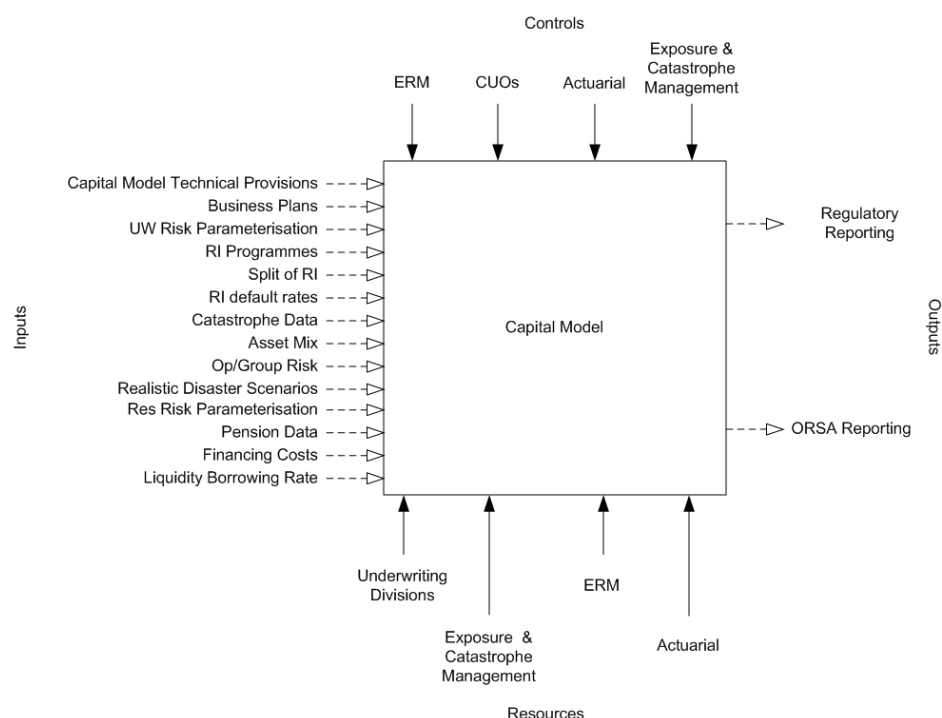 Controls
ERM
CUOs
Actuarial
Exposure &
Catastrophe
Management
Capital Model Technical Provisions
Business Plans
UW Risk Parameterisation
RI Programmes
Split of RI
RI default rates
Catastrophe Data
Asset Mix
Op/Group Risk
Realistic Disaster Scenarios
Res Risk Parameterisation
Pension Data
Financing Costs
Liquidity Borrowing Rate
Inputs
Capital Model
Regulatory
Reporting
ORSA Reporting
Outputs
Underwriting
Divisions
Exposure &
Catastrophe
Management
ERM
Actuarial
Resources